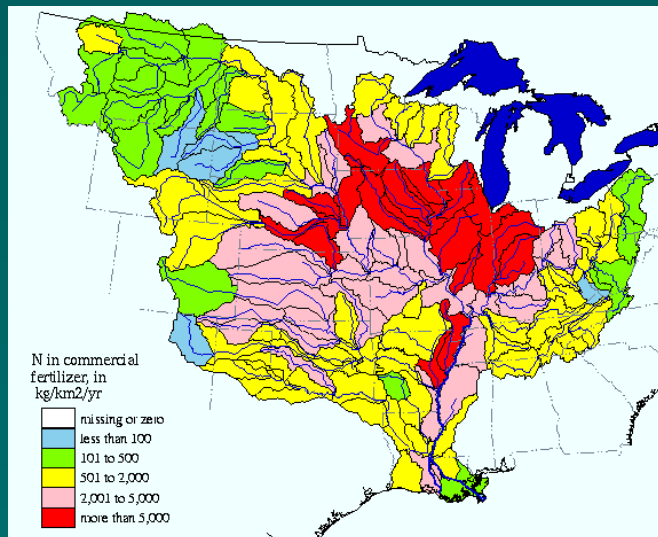 N in commercial
fertilizer, in
kg/km2/yr
missing or zero
less than 100
101 to 500
501 to 2,000
2,001 to 5,000
more than 5,000